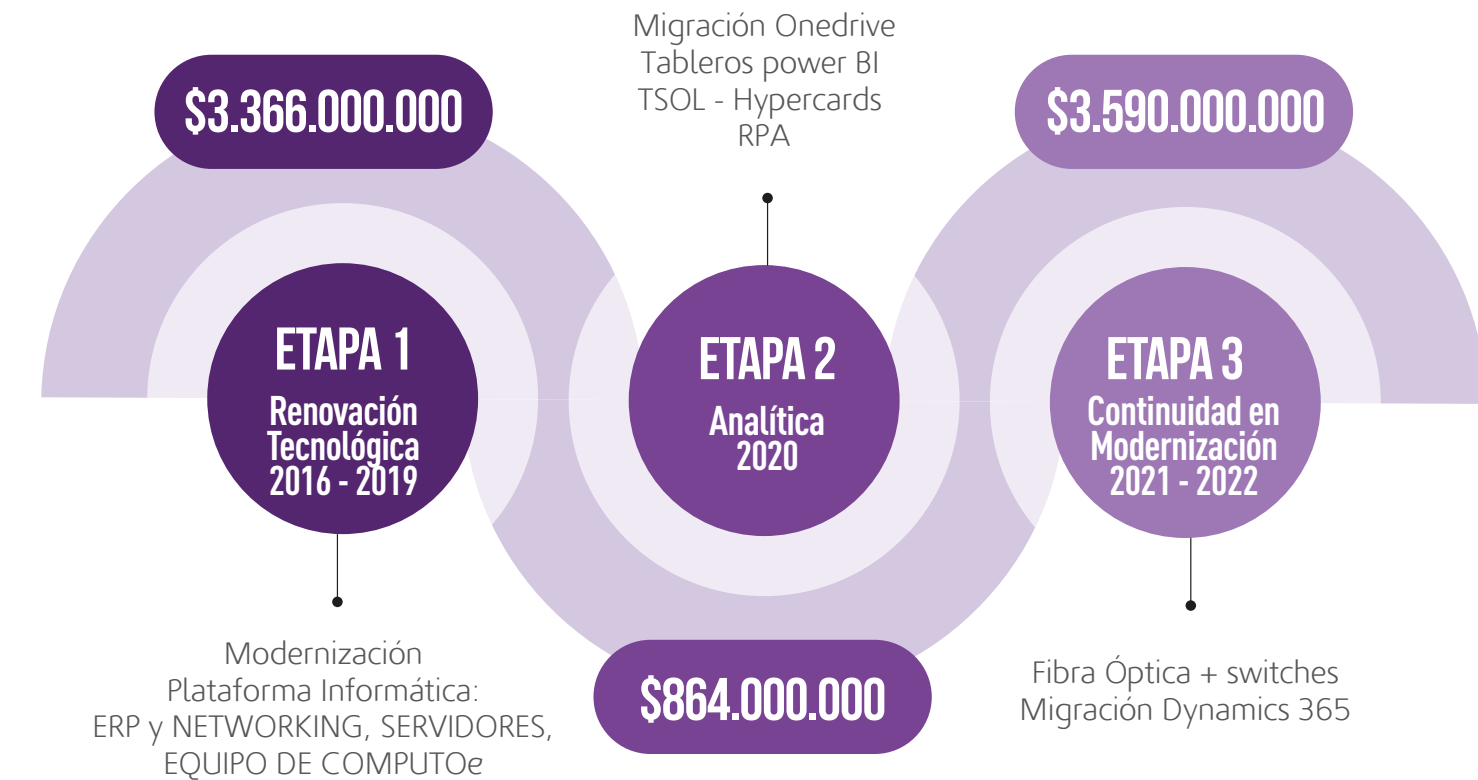 $3.366.000.000
ETAPA 1
Renovación
Tecnológica
2016 - 2019
Modernización
Plataforma Informática:
ERP y NETWORKING, SERVIDORES,
EQUIPO DE COMPUTOe
Migración Onedrive
Tableros power BI
TSOL - Hypercards
RPA
ETAPA 2
Analítica
2020
$864.000.000
$3.590.000.000
ETAPA 3
Continuidad en
Modernización
2021 - 2022
Fibra Óptica + switches
Migración Dynamics 365